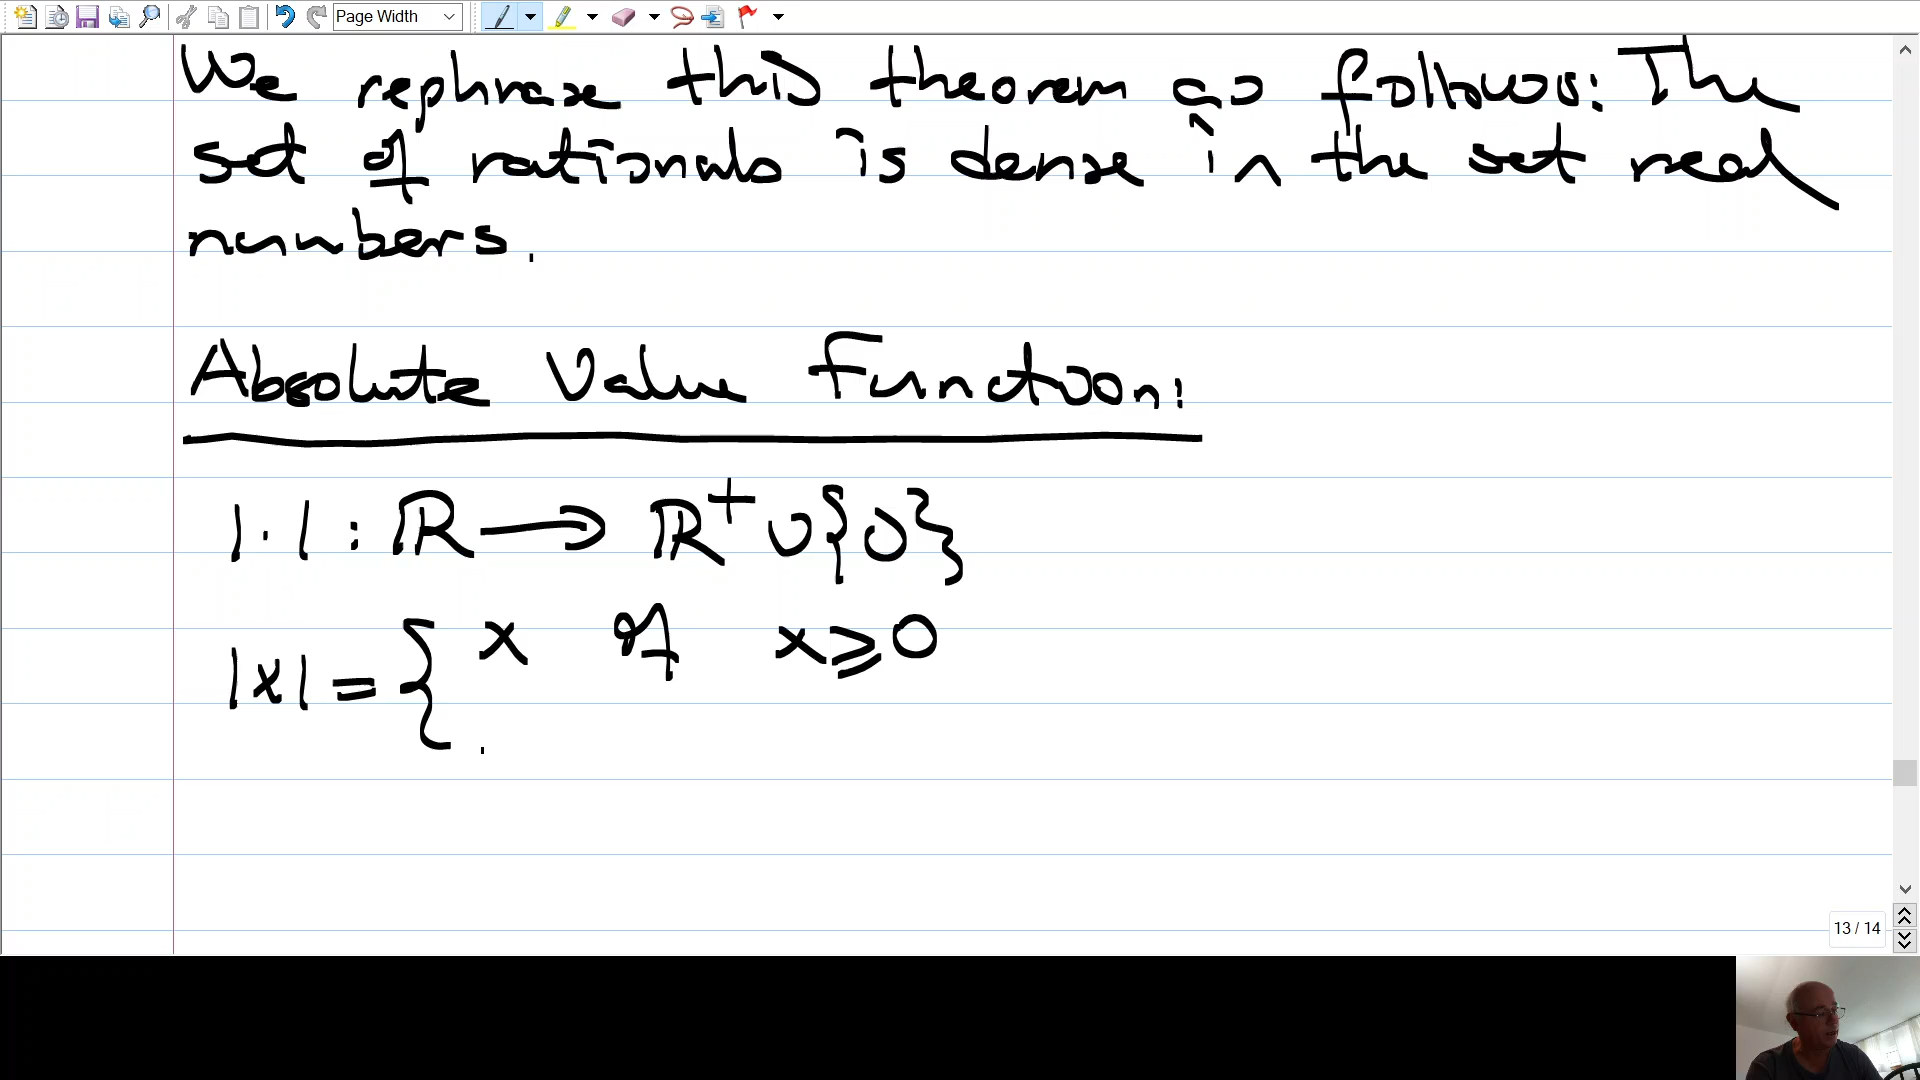 Page Width
We rephrase this theorem as follows: The
set of rationals is dense in the set real
numbers.
Absolute Value Function:
|·| : ℝ ⟶ ℝ⁺ ∪ {0}
|x| = { x if x ⩾ 0
13 / 14